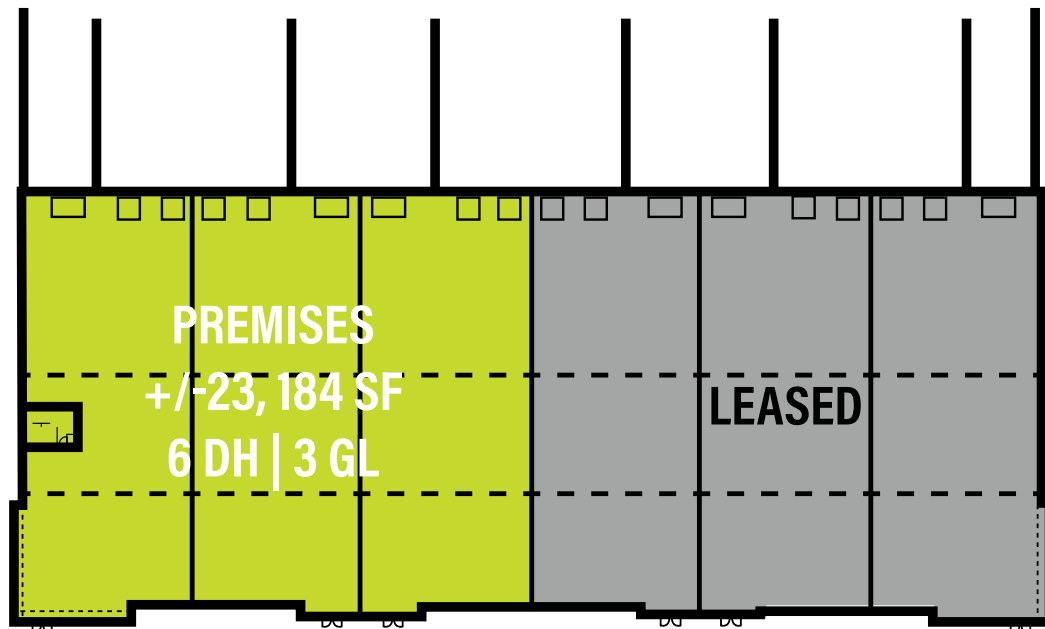 PREMISES
+/-23, 184 SF
6 DH | 3 GL
LEASED